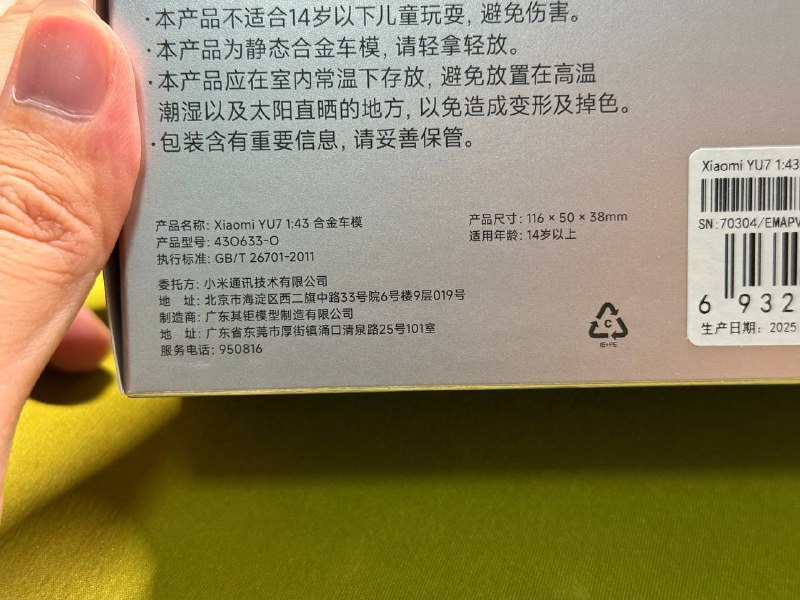 ·本产品不适合14岁以下儿童玩耍，避免伤害。
·本产品为静态合金车模，请轻拿轻放。
·本产品应在室内常温下存放，避免放置在高温
潮湿以及太阳直晒的地方，以免造成变形及掉色。
·包装含有重要信息，请妥善保管。
产品名称: Xiaomi YU7 1:43 合金车模
产品型号: 430633-0
执行标准: GB/T 26701-2011
产品尺寸: 116 × 50 × 38mm
适用年龄: 14岁以上
委托方: 小米通讯技术有限公司
地 址: 北京市海淀区西二旗中路33号院6号楼9层019号
制造商: 广东其钜模型制造有限公司
地 址: 广东省东莞市厚街镇涌口清泉路25号101室
服务电话: 950816
C
纸+PE
Xiaomi YU7 1:43
SN:70304/EMAPV
6 932
生产日期: 2025